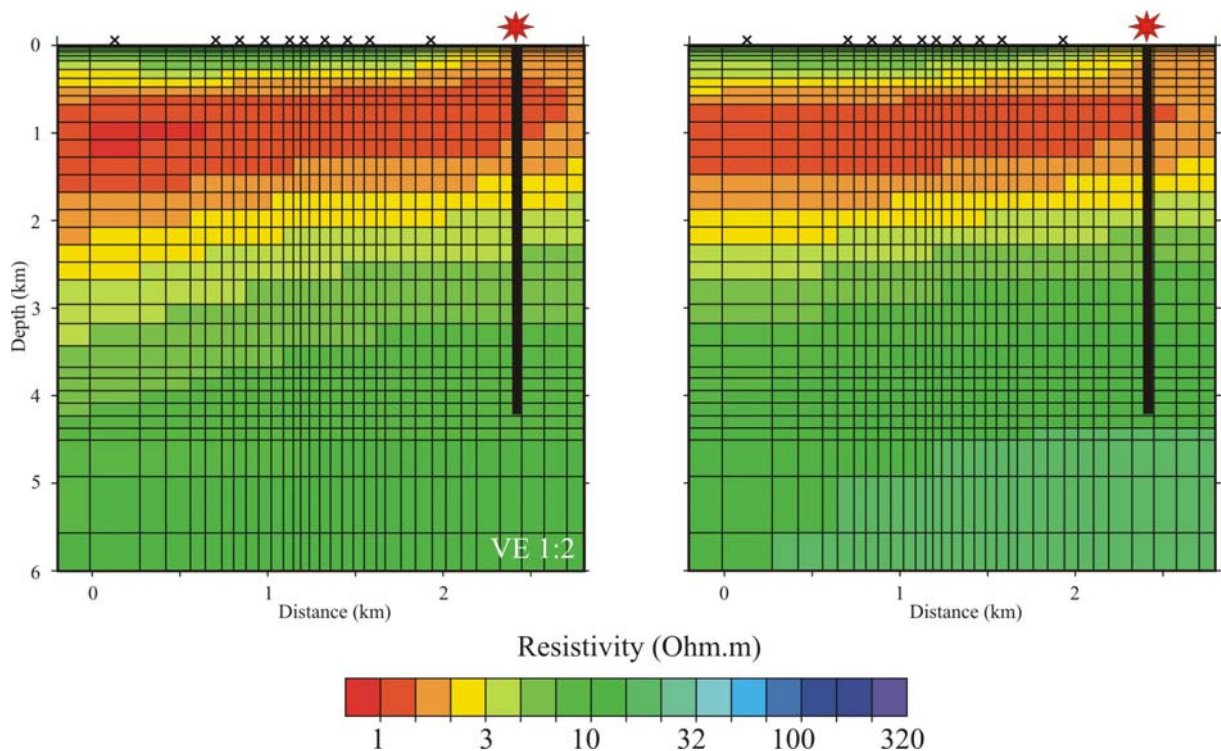 0
1
2
3
4
5
6
Depth (km)
VE 1:2
0 1 2
Distance (km)
0 1 2
Distance (km)
Resistivity (Ohm.m)
1 3 10 32 100 320